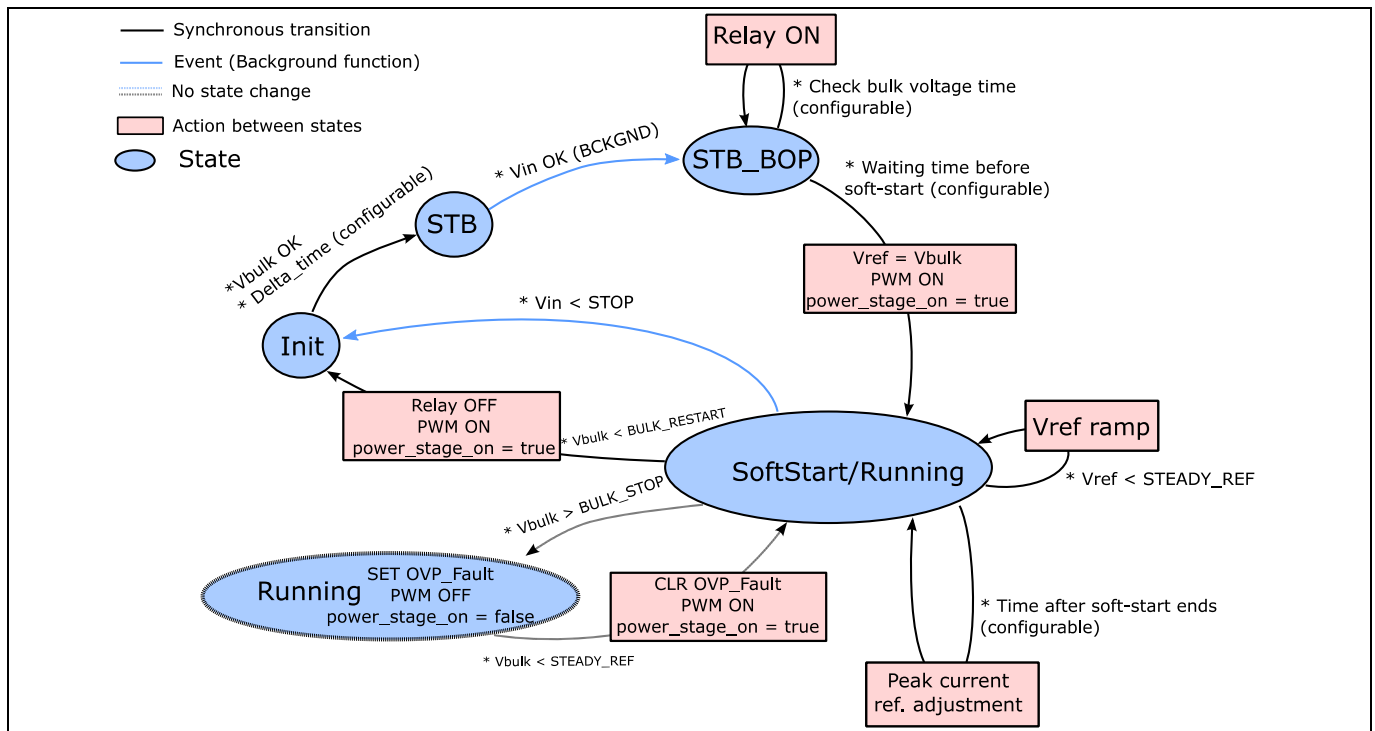 Synchronous transition
Event (Background function)
No state change
Action between states
State
Relay ON
* Check bulk voltage time
(configurable)
STB_BOP
* Vin OK (BCKGND)
* Waiting time before
soft-start (configurable)
STB
*Vbulk OK
* Delta_time (configurable)
Vref = Vbulk
PWM ON
power_stage_on = true
* Vin < STOP
Init
Relay OFF
PWM ON
power_stage_on = true
* Vbulk < BULK_RESTART
Vref ramp
SoftStart/Running
* Vref < STEADY_REF
* Vbulk > BULK_STOP
Running
SET OVP_Fault
PWM OFF
power_stage_on = false
CLR OVP_Fault
PWM ON
power_stage_on = true
* Time after soft-start ends
(configurable)
* Vbulk < STEADY_REF
Peak current
ref. adjustment